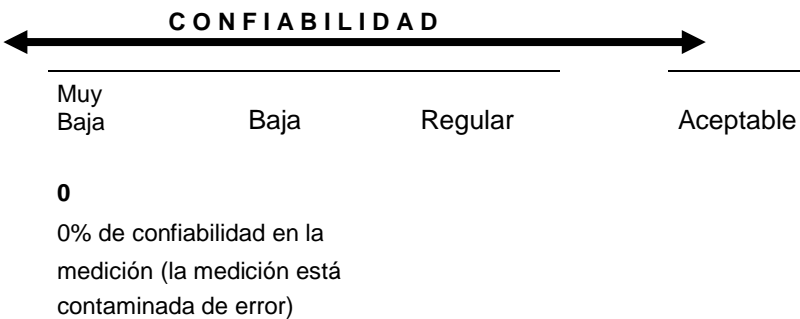 C O N F I A B I L I D A D
Muy
Baja Baja Regular Aceptable
0
0% de confiabilidad en la
medición (la medición está
contaminada de error)